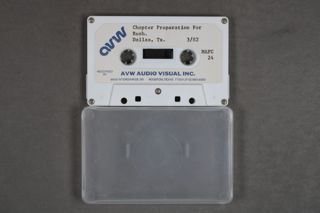 Chapter Preparation For
Rush.
Dallas, Tx. 3/82
avw
MAFC
24
AVW AUDIO VISUAL INC.